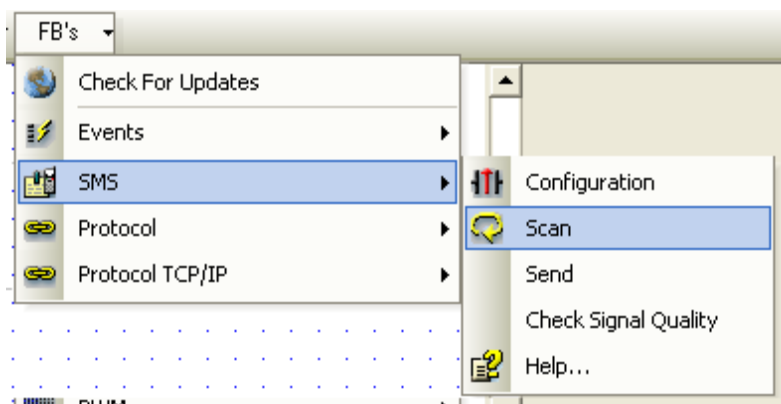 FB's
Check For Updates
Events
SMS
Protocol
Protocol TCP/IP
Configuration
Scan
Send
Check Signal Quality
Help...